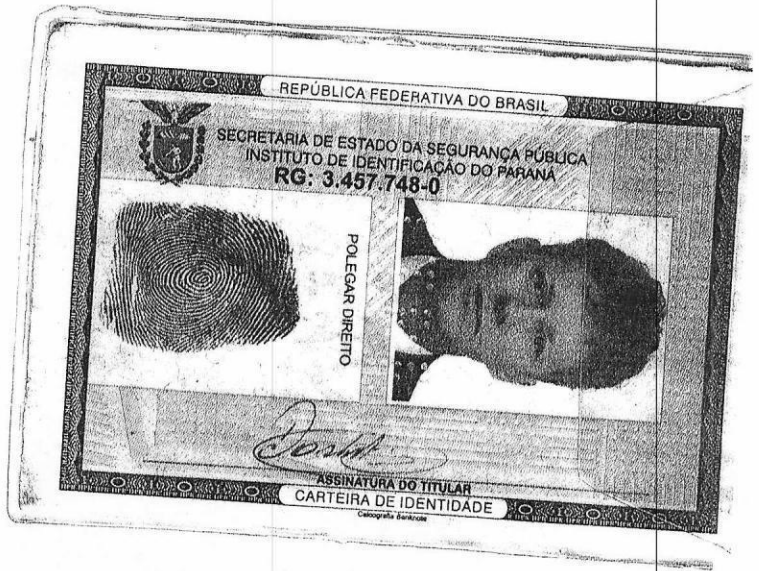 REPÚBLICA FEDERATIVA DO BRASIL
SECRETARIA DE ESTADO DA SEGURANÇA PÚBLICA
INSTITUTO DE IDENTIFICAÇÃO DO PARANÁ
RG: 3.457.748-0
POLEGAR DIREITO
ASSINATURA DO TITULAR
CARTEIRA DE IDENTIDADE